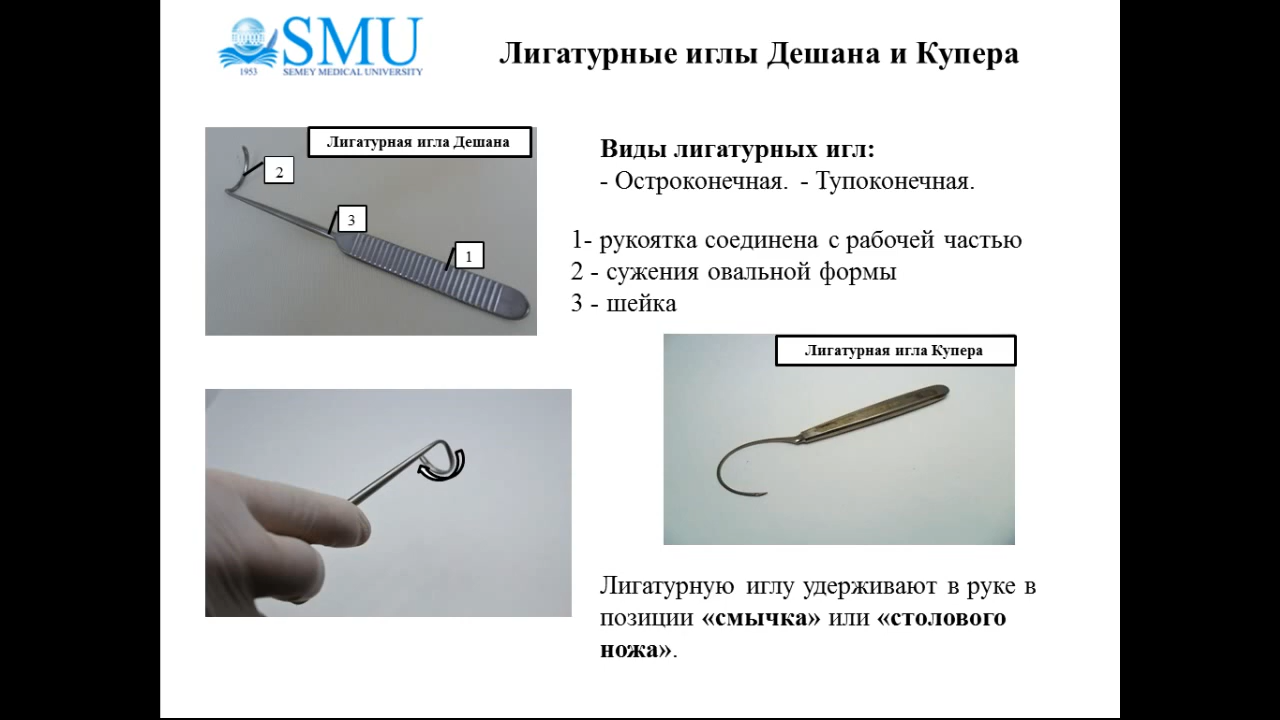 SMU
1953 SEMEY MEDICAL UNIVERSITY
Лигатурные иглы Дешана и Купера
Лигатурная игла Дешана
2
3
1
Виды лигатурных игл:
- Остроконечная. - Тупоконечная.
1- рукоятка соединена с рабочей частью
2 - сужения овальной формы
3 - шейка
Лигатурная игла Купера
Лигатурную иглу удерживают в руке в
позиции «смычка» или «столового
ножа».